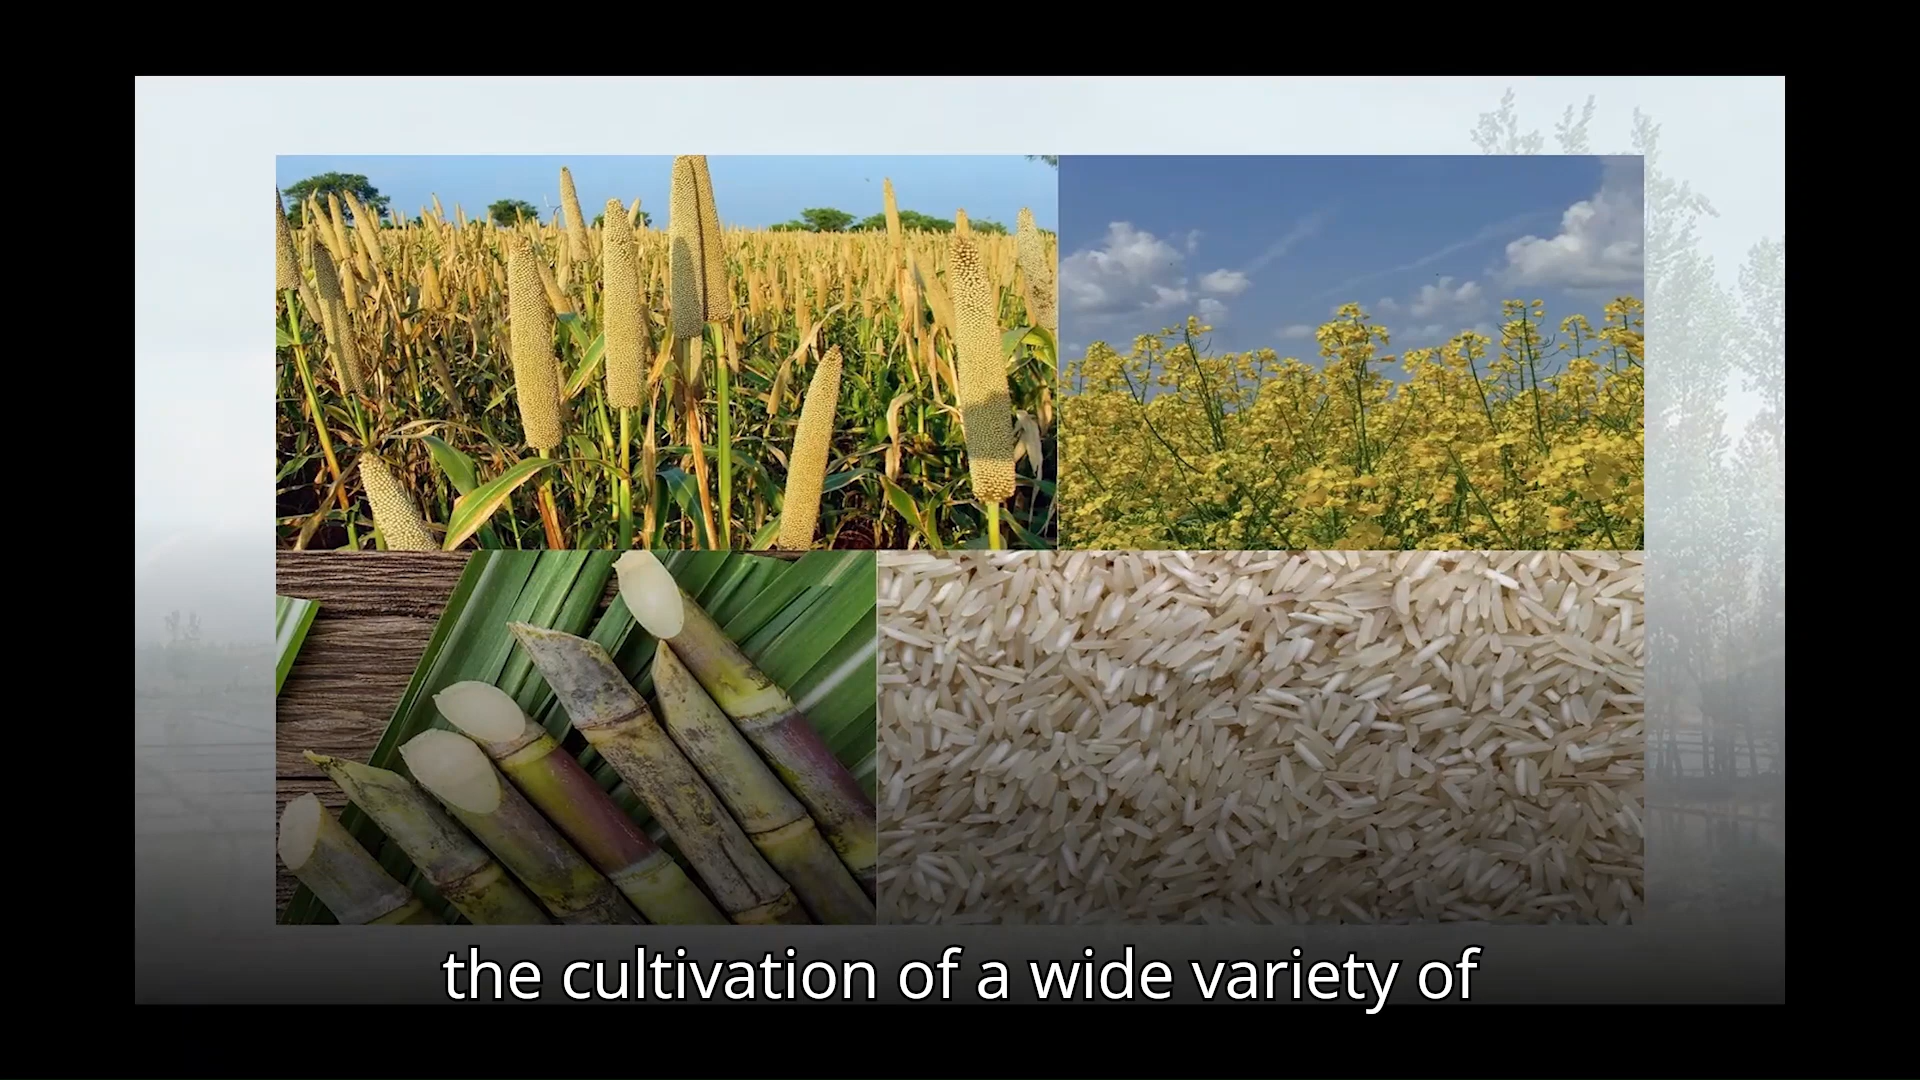 the cultivation of a wide variety of